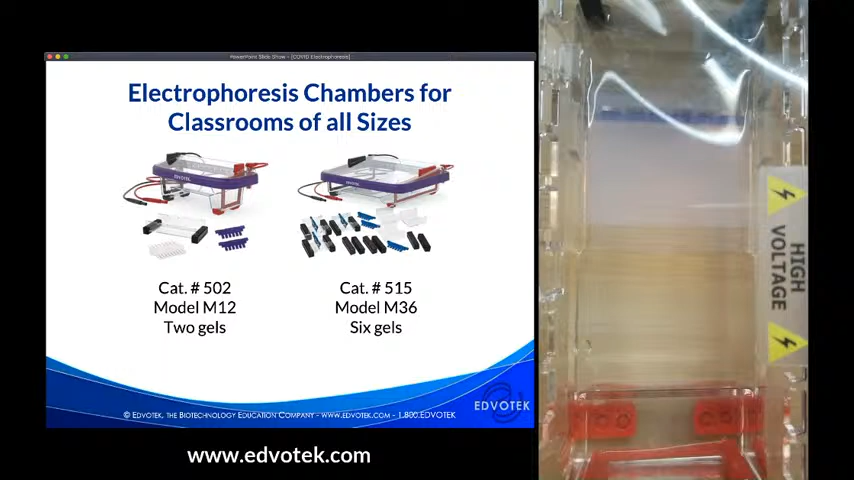 PowerPoint Slide Show - [COVID Electrophoresis]
Electrophoresis Chambers for
Classrooms of all Sizes
EDVOTEK
EDVOTEK
Cat. # 502
Model M12
Two gels
Cat. # 515
Model M36
Six gels
© EDVOTEK, THE BIOTECHNOLOGY EDUCATION COMPANY - WWW.EDVOTEK.COM - 1.800.EDVOTEK
EDVOTEK
www.edvotek.com
HIGH
VOLTAGE